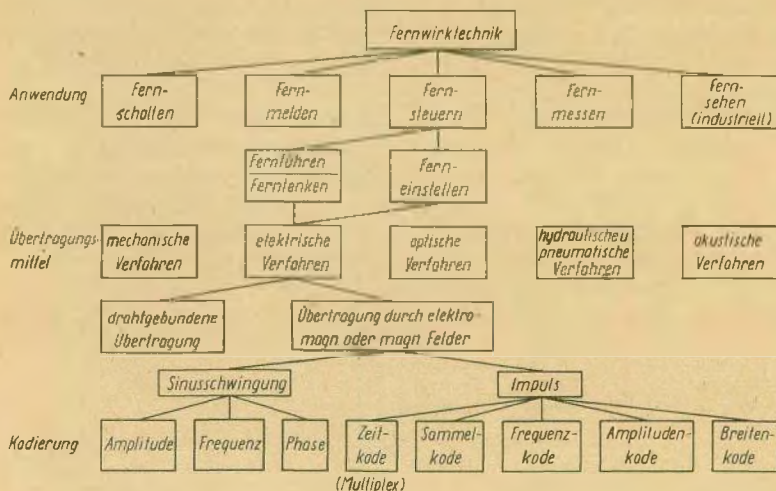 Fernwirktechnik
Anwendung
Fern-
schalten
Fern-
melden
Fern-
steuern
Fern-
messen
Fern-
sehen
(industriell)
Fernführen
Fernlenken
Fern-
einstellen
Übertragungs-
mittel
mechanische
Verfahren
elektrische
Verfahren
optische
Verfahren
hydraulische u
pneumatische
Verfahren
akustische
Verfahren
drahtgebundene
Übertragung
Übertragung durch elektro-
magn oder magn Felder
Sinusschwingung
Impuls
Kodierung
Amplitude
Frequenz
Phase
Zeit-
kode
(Multiplex)
Sammel-
kode
Frequenz-
kode
Amplituden-
kode
Breiten-
kode